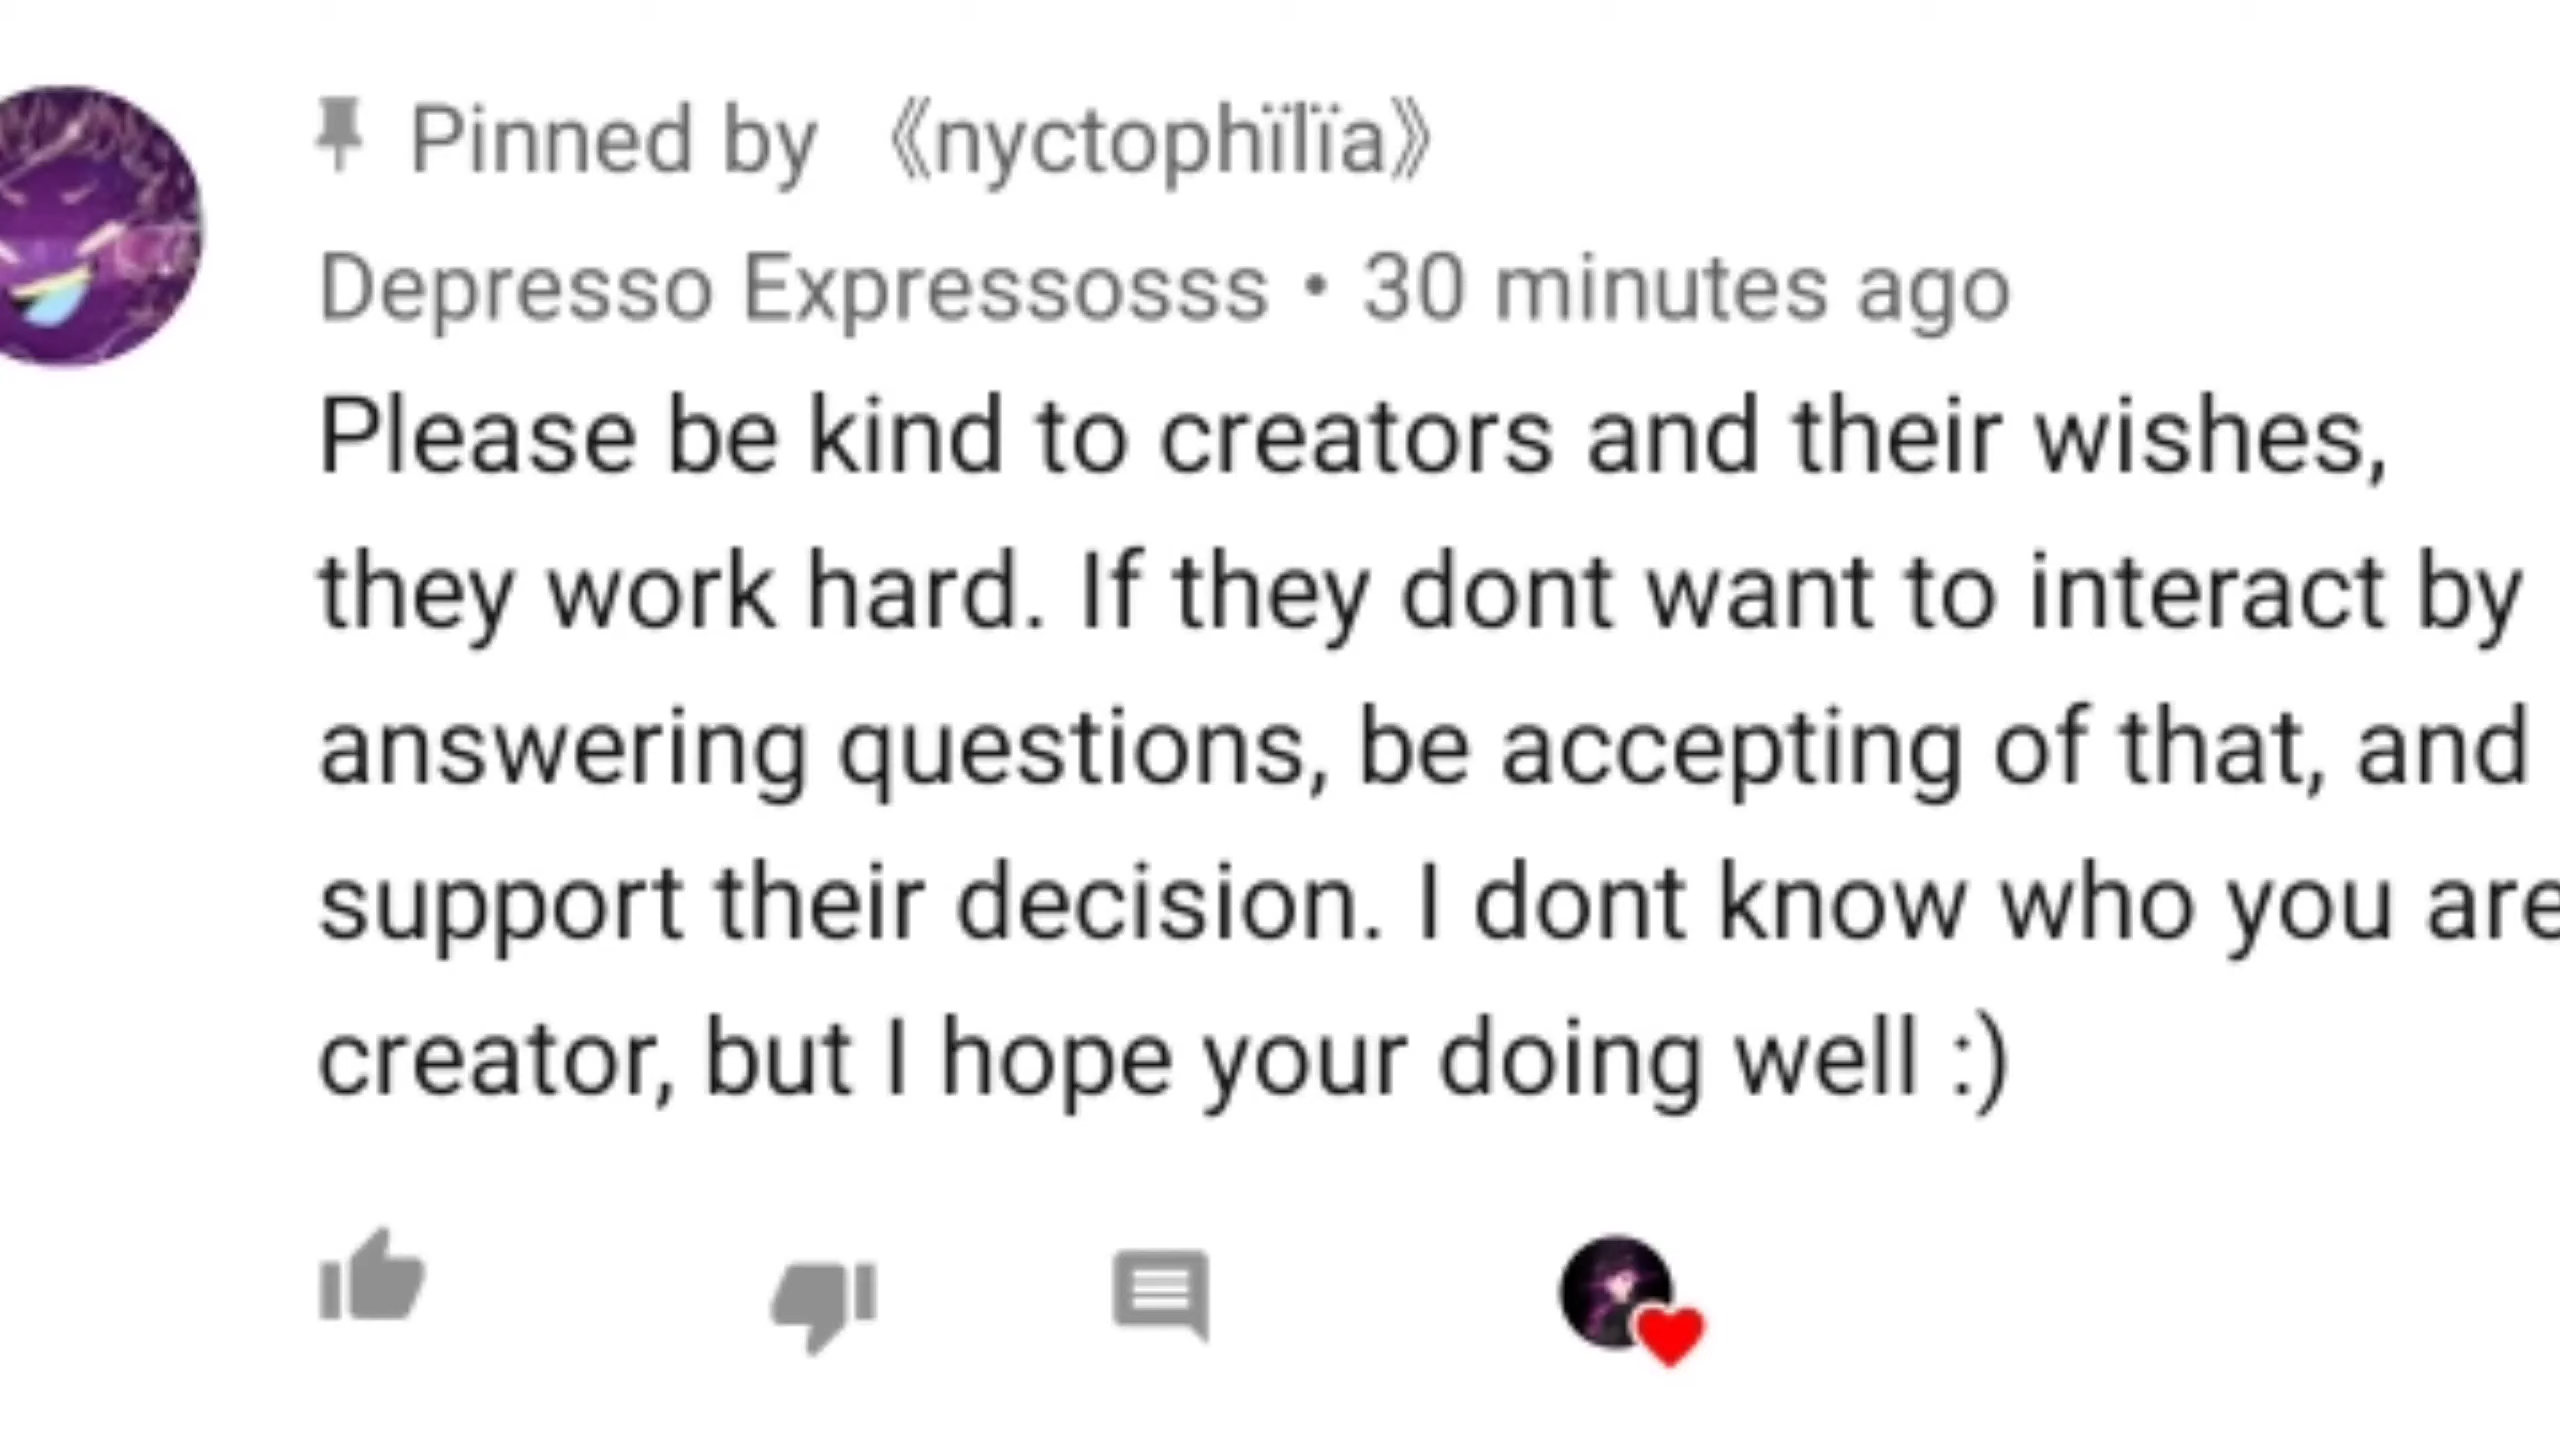 Pinned by 《nyctophïlïa》
Depresso Expressosss • 30 minutes ago
Please be kind to creators and their wishes,
they work hard. If they dont want to interact by
answering questions, be accepting of that, and
support their decision. I dont know who you are
creator, but I hope your doing well :)